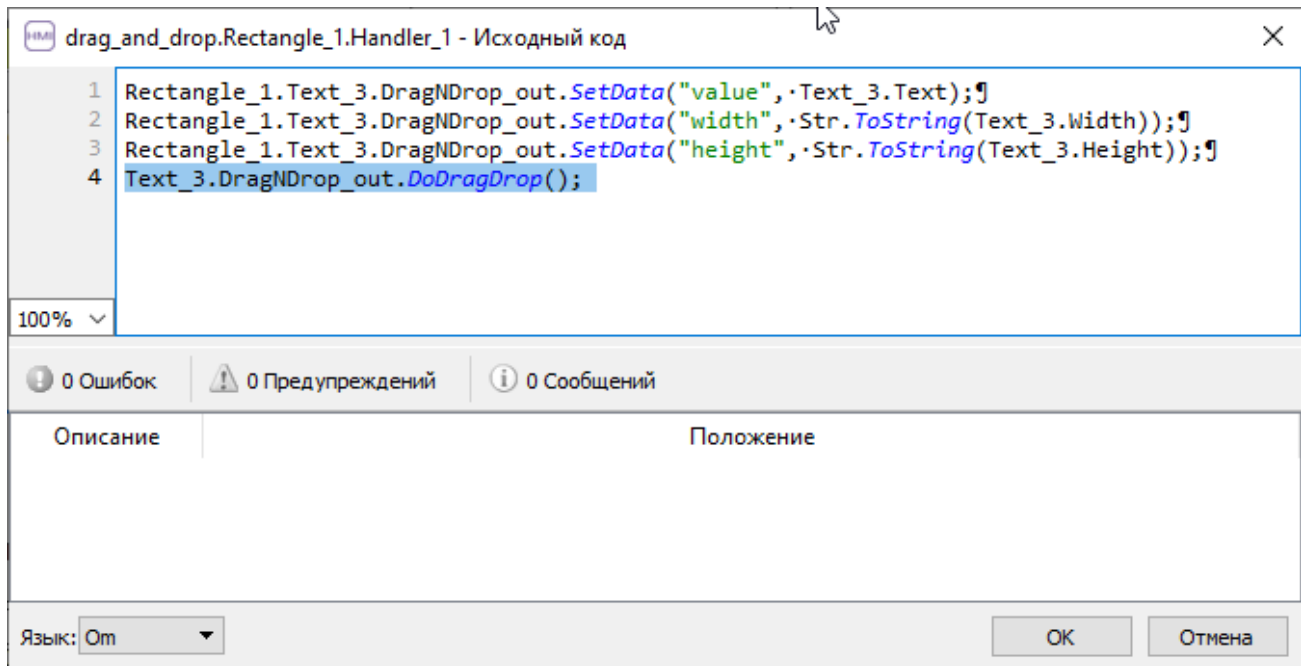 HMI drag_and_drop.Rectangle_1.Handler_1 - Исходный код
1 Rectangle_1.Text_3.DragNDrop_out.SetData("value",·Text_3.Text);¶
2 Rectangle_1.Text_3.DragNDrop_out.SetData("width",·Str.ToString(Text_3.Width));¶
3 Rectangle_1.Text_3.DragNDrop_out.SetData("height",·Str.ToString(Text_3.Height));¶
4 Text_3.DragNDrop_out.DoDragDrop();
100%
0 Ошибок 0 Предупреждений 0 Сообщений
Описание Положение
Язык: Om OK Отмена